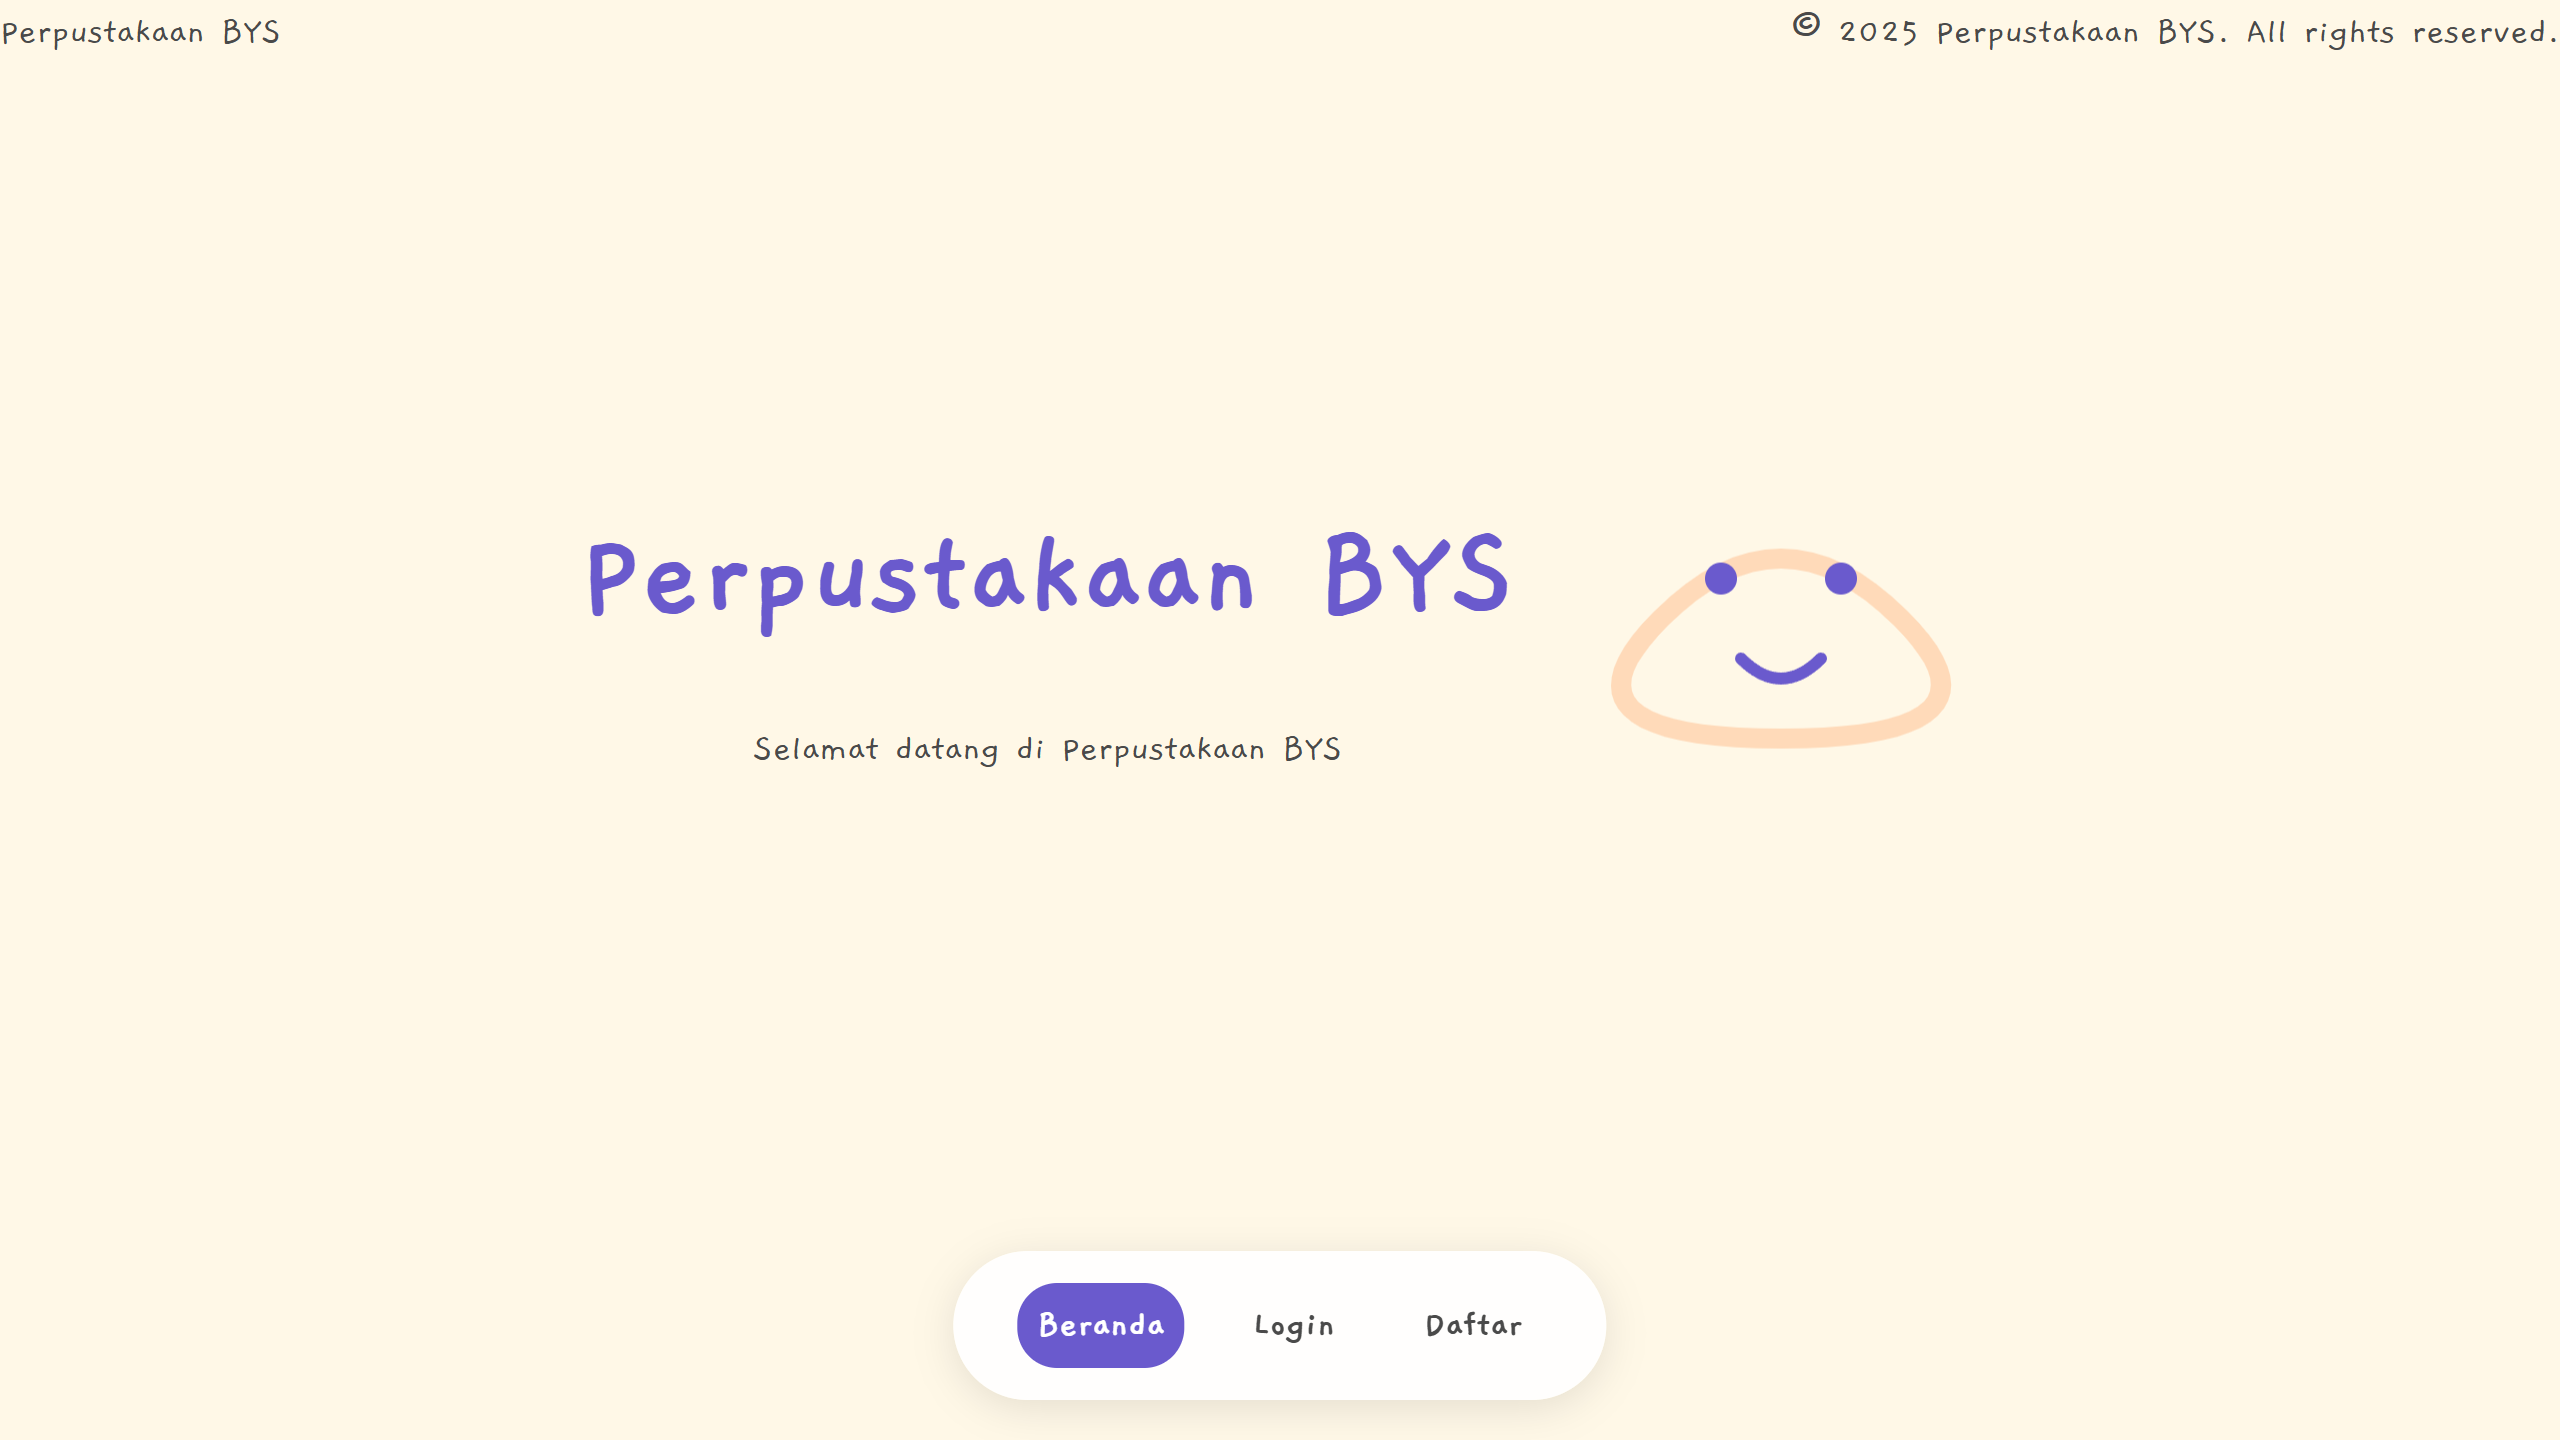 Perpustakaan BYS
© 2025 Perpustakaan BYS. All rights reserved.
Perpustakaan BYS
Selamat datang di Perpustakaan BYS
Beranda
Login
Daftar